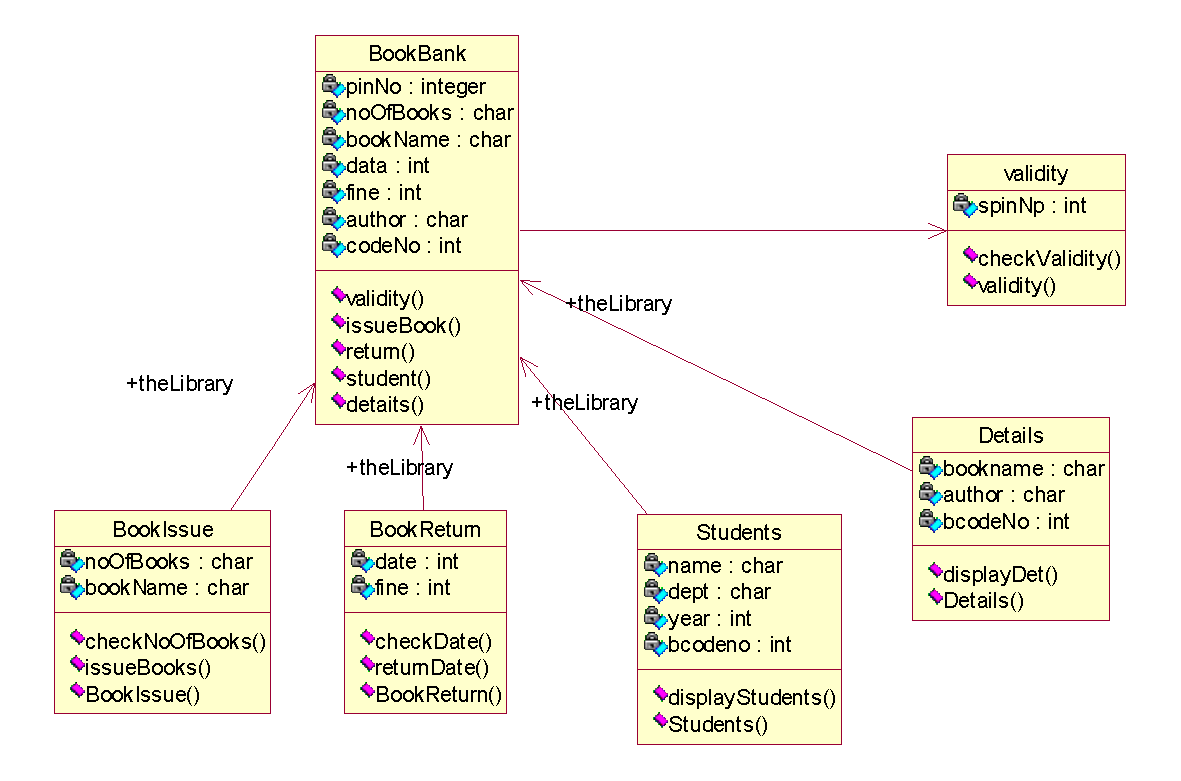 BookBank
pinNo : integer
noOfBooks : char
bookName : char
data : int
fine : int
author : char
codeNo : int
validity()
issueBook()
return()
student()
detaits()
validity
spinNp : int
checkValidity()
validity()
+theLibrary
+theLibrary
+theLibrary
+theLibrary
Details
bookname : char
author : char
bcodeNo : int
displayDet()
Details()
BookIssue
noOfBooks : char
bookName : char
checkNoOfBooks()
issueBooks()
BookIssue()
BookReturn
date : int
fine : int
checkDate()
returnDate()
BookReturn()
Students
name : char
dept : char
year : int
bcodeno : int
displayStudents()
Students()